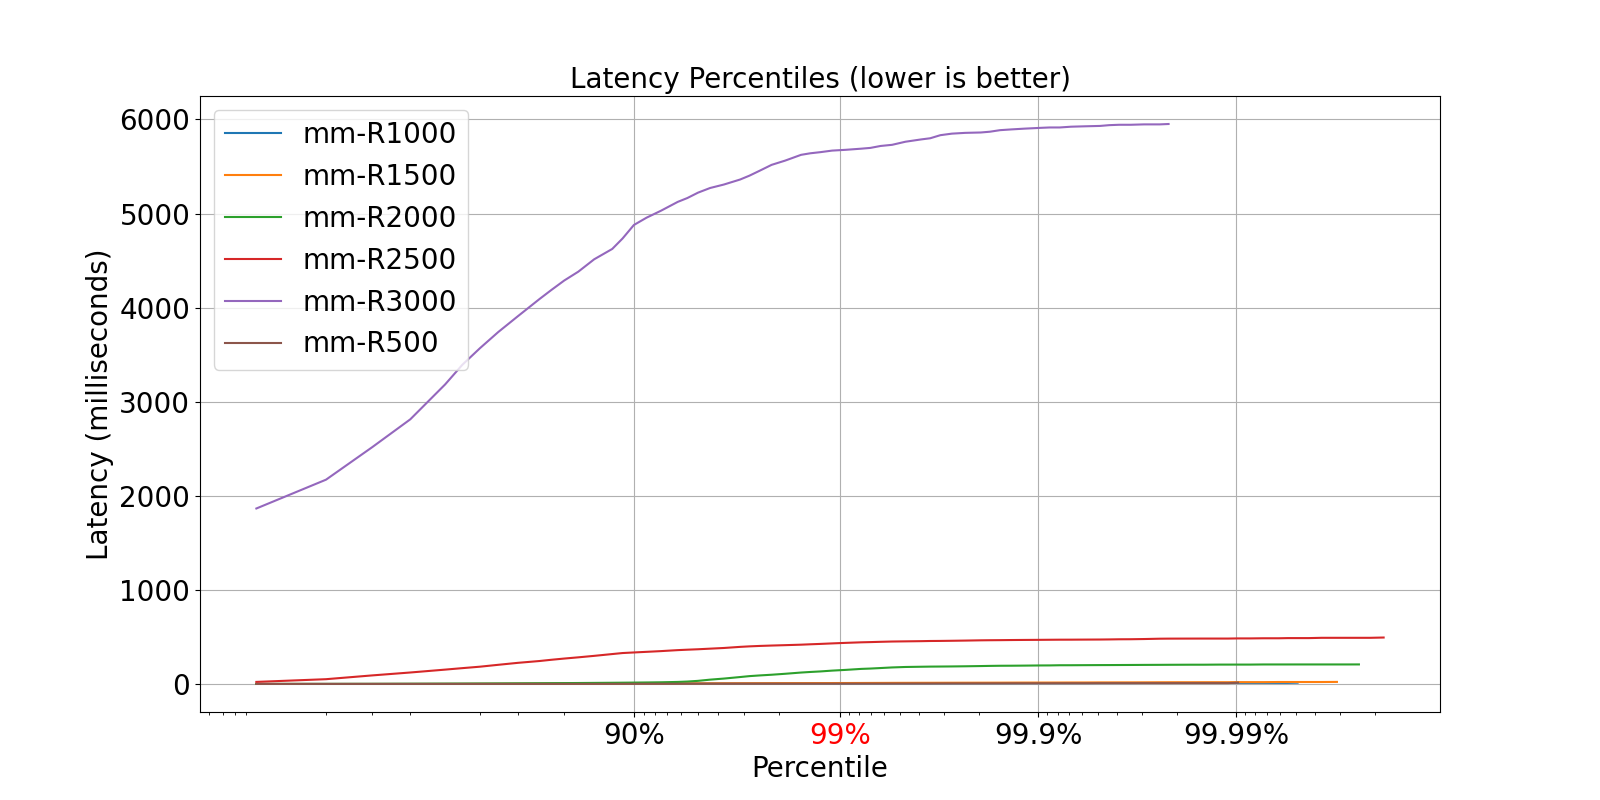 Latency Percentiles (lower is better)
6000
5000
4000
3000
2000
1000
0
Latency (milliseconds)
mm-R1000
mm-R1500
mm-R2000
mm-R2500
mm-R3000
mm-R500
90%
99%
99.9%
99.99%
Percentile